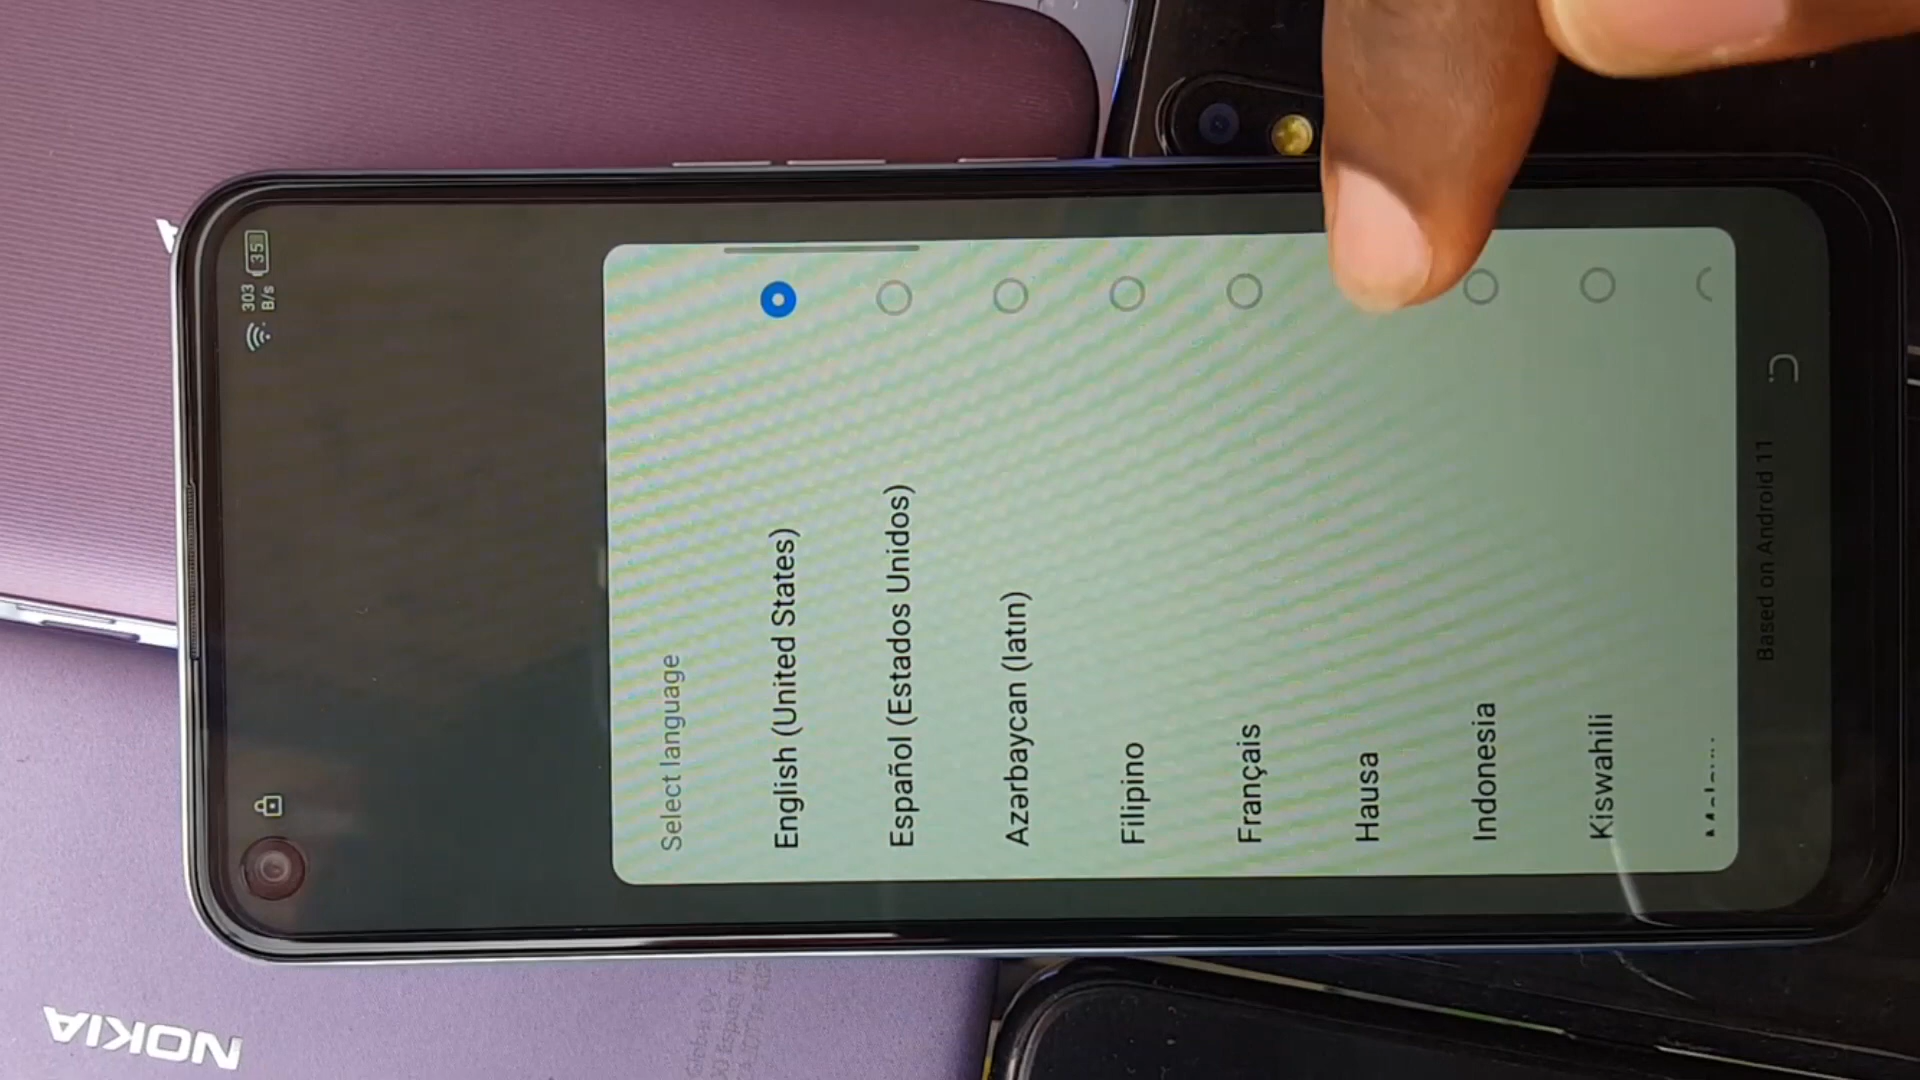 303
B/s
35
Select language
English (United States)
Español (Estados Unidos)
Azərbaycan (latın)
Filipino
Français
Hausa
Indonesia
Kiswahili
Based on Android 11
NOKIA